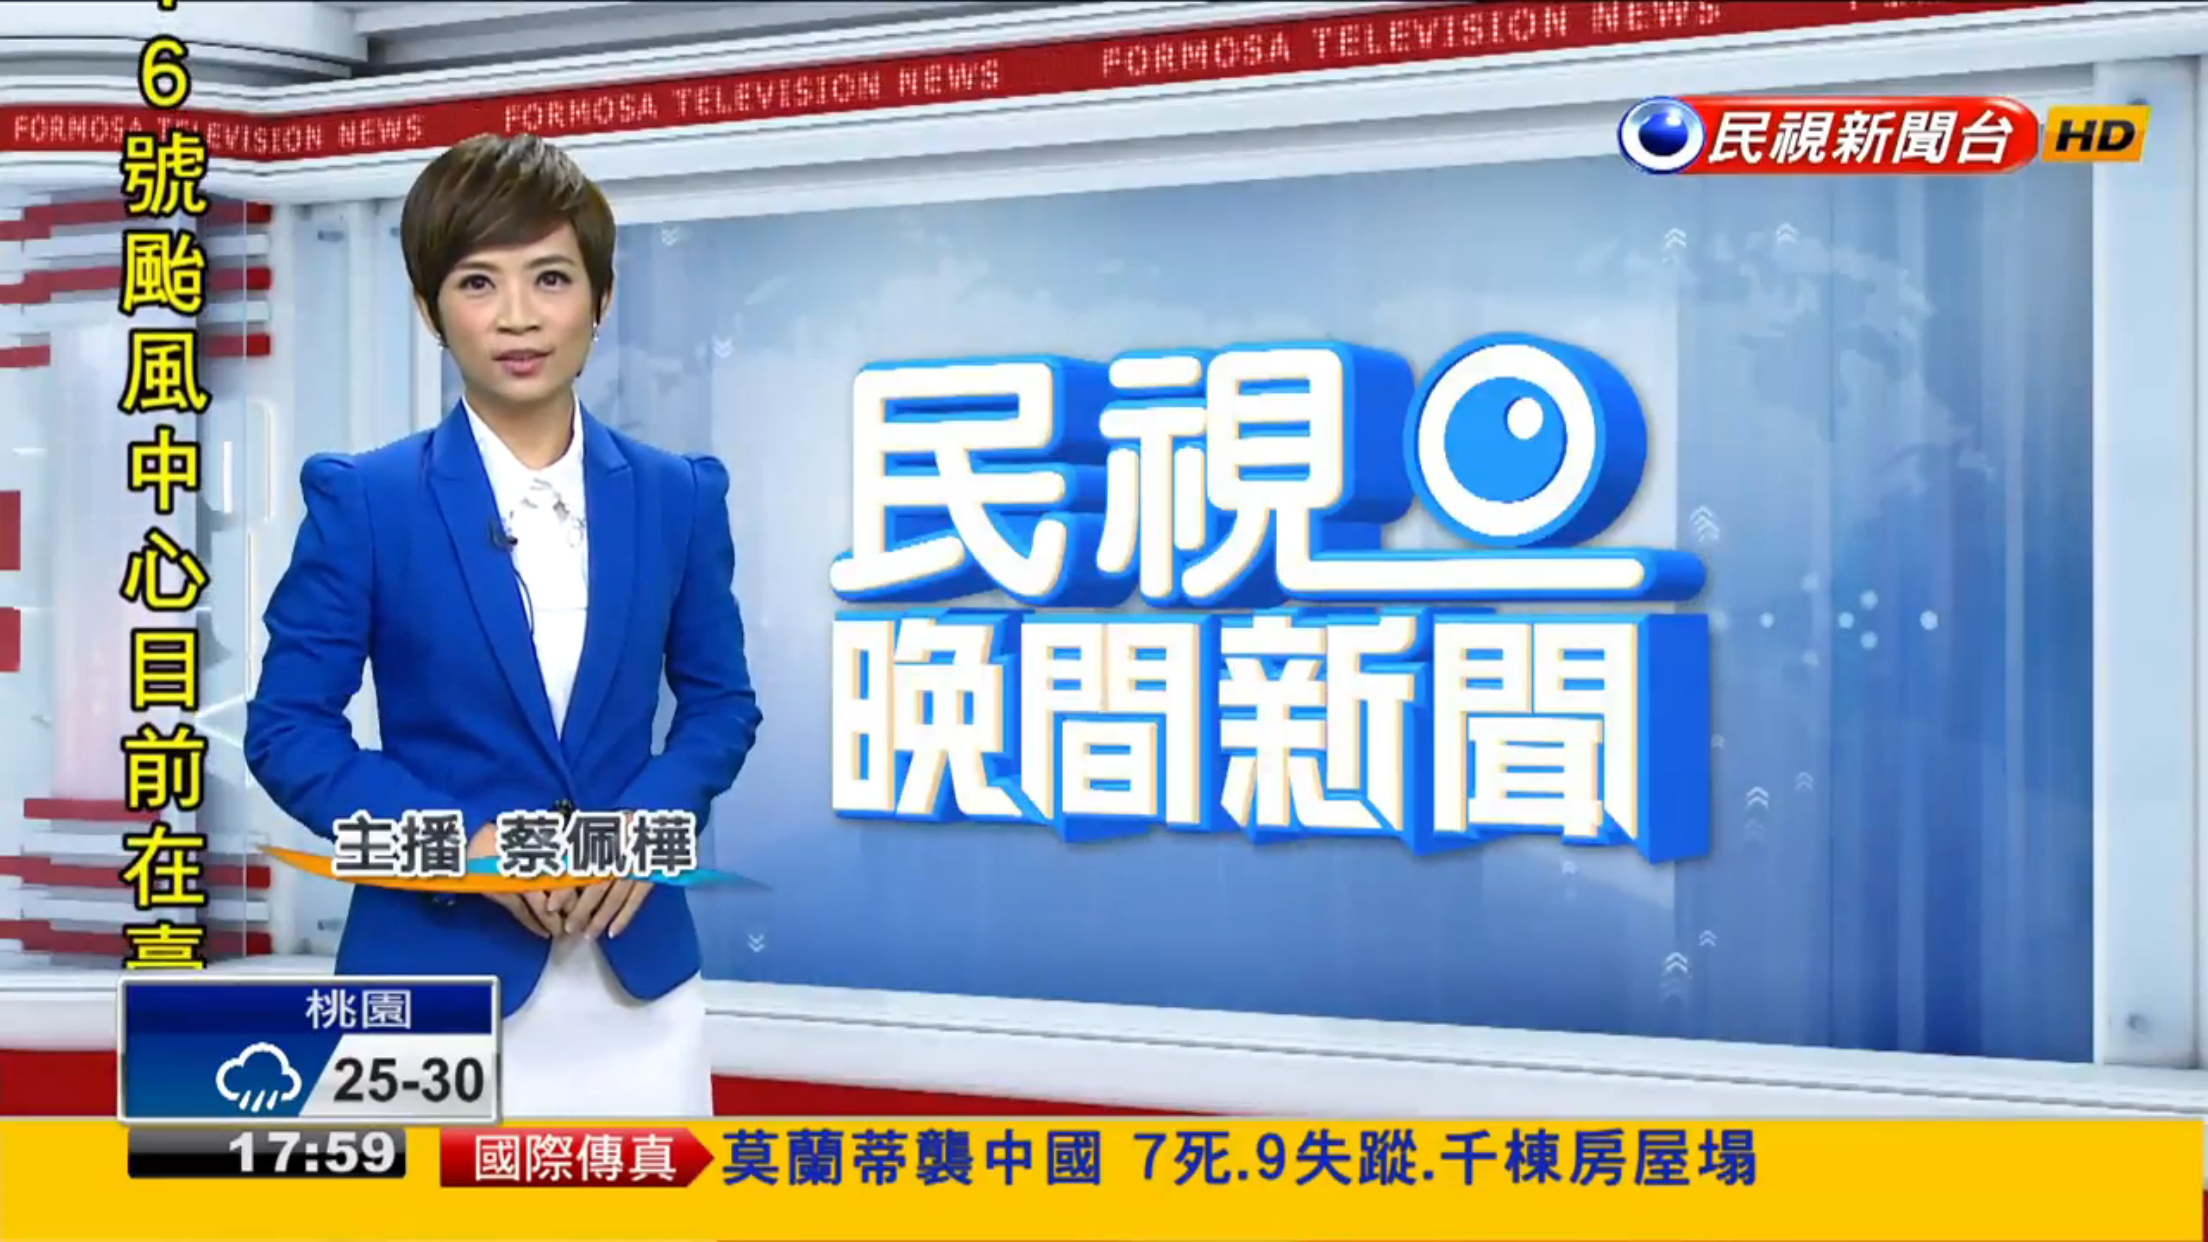 FORMOSA TELEVISION NEWS
FORMOSA TELEVISION NEWS
FORMOSA TELEVISION NEWS
民視新聞台 HD
6號颱風中心目前在臺
民視
晚間新聞
主播 蔡佩樺
桃園
25-30
17:59
國際傳真 莫蘭蒂襲中國 7死.9失蹤.千棟房屋塌